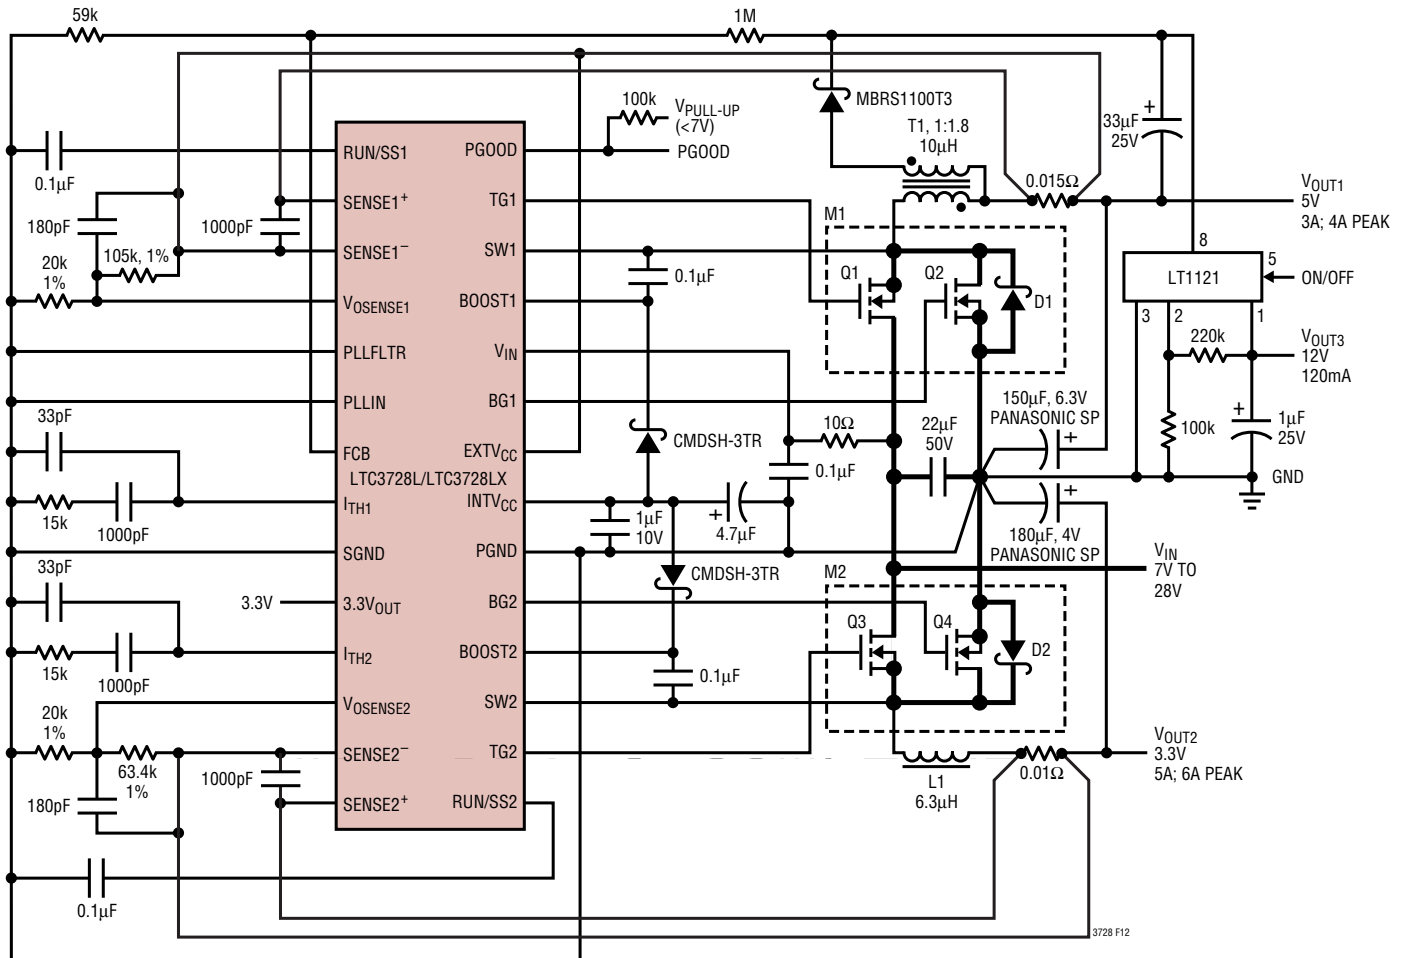 59k
1M
MBRS1100T3
100k
VPULL-UP
(<7V)
PGOOD
T1, 1:1.8
10µH
33µF
25V
+
0.1µF
RUN/SS1
PGOOD
0.015Ω
VOUT1
5V
3A; 4A PEAK
180pF
1000pF
SENSE1+
TG1
M1
105k, 1%
SENSE1−
SW1
8
20k
1%
0.1µF
Q1
Q2
D1
LT1121
5
ON/OFF
VOSENSE1
BOOST1
3
2
1
PLLFLTR
VIN
220k
VOUT3
12V
120mA
PLLIN
BG1
33pF
150µF, 6.3V
PANASONIC SP
+
10Ω
22µF
50V
100k
+
1µF
25V
CMDSH-3TR
FCB
EXTVCC
0.1µF
LTC3728L/LTC3728LX
GND
15k
1000pF
ITH1
INTVCC
1µF
10V
+
4.7µF
+
180µF, 4V
PANASONIC SP
SGND
PGND
VIN
7V TO
28V
33pF
CMDSH-3TR
M2
3.3V
3.3VOUT
BG2
Q3
Q4
D2
15k
1000pF
ITH2
BOOST2
0.1µF
20k
1%
VOSENSE2
SW2
VOUT2
3.3V
5A; 6A PEAK
63.4k
1%
1000pF
SENSE2−
TG2
0.01Ω
L1
6.3µH
180pF
SENSE2+
RUN/SS2
0.1µF
3728 F12